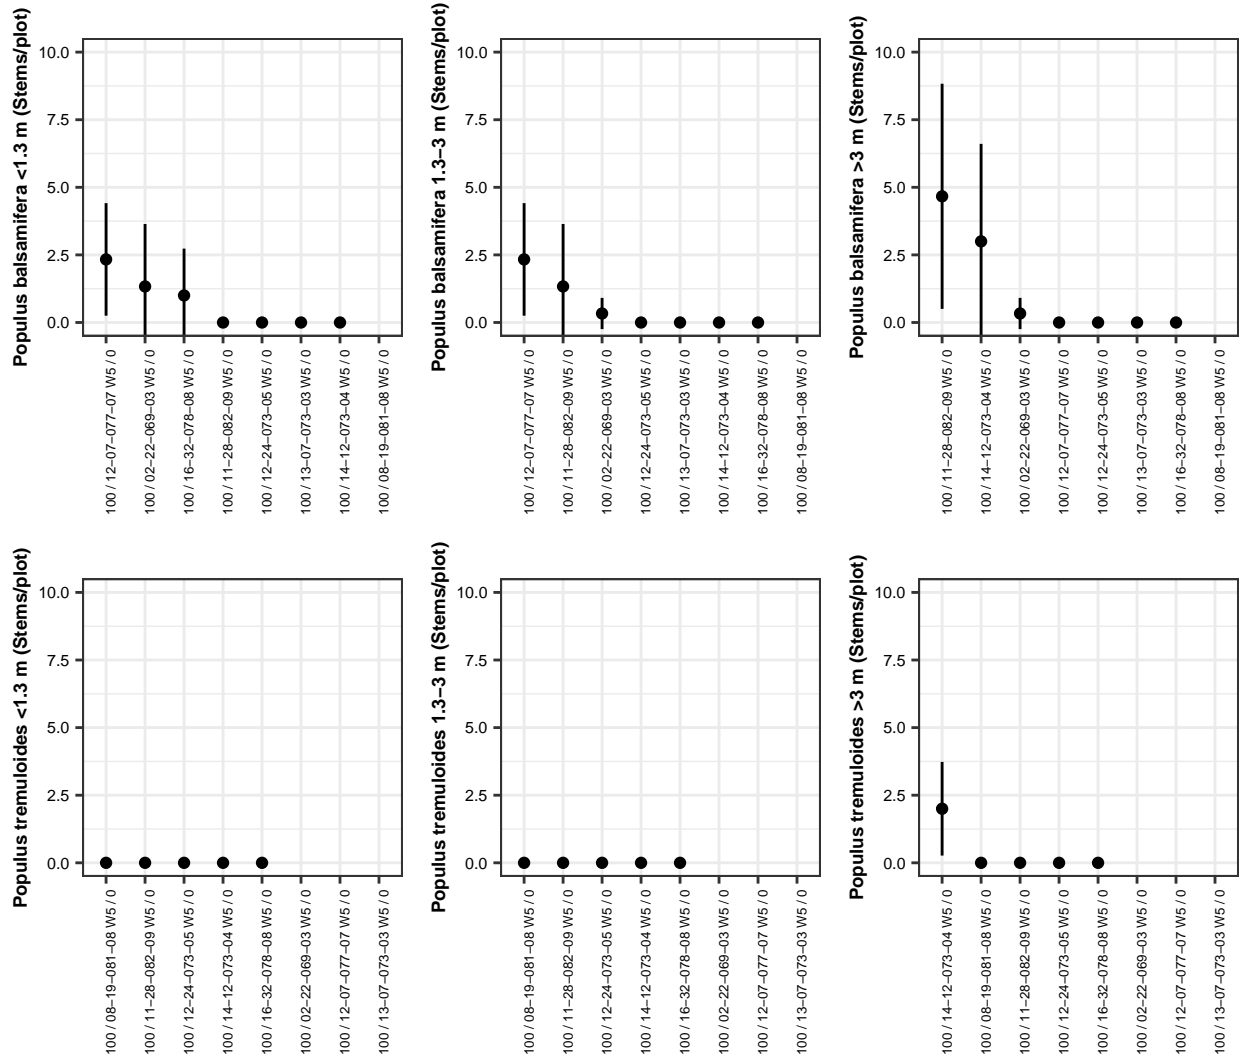 Populus balsamifera <1.3 m (Stems/plot)
10.0
7.5
5.0
2.5
0.0
100 / 12−07−077−07 W5 / 0
100 / 02−22−069−03 W5 / 0
100 / 16−32−078−08 W5 / 0
100 / 11−28−082−09 W5 / 0
100 / 12−24−073−05 W5 / 0
100 / 13−07−073−03 W5 / 0
100 / 14−12−073−04 W5 / 0
100 / 08−19−081−08 W5 / 0
Populus balsamifera 1.3−3 m (Stems/plot)
10.0
7.5
5.0
2.5
0.0
100 / 12−07−077−07 W5 / 0
100 / 11−28−082−09 W5 / 0
100 / 02−22−069−03 W5 / 0
100 / 12−24−073−05 W5 / 0
100 / 13−07−073−03 W5 / 0
100 / 14−12−073−04 W5 / 0
100 / 16−32−078−08 W5 / 0
100 / 08−19−081−08 W5 / 0
Populus balsamifera >3 m (Stems/plot)
10.0
7.5
5.0
2.5
0.0
100 / 11−28−082−09 W5 / 0
100 / 14−12−073−04 W5 / 0
100 / 02−22−069−03 W5 / 0
100 / 12−07−077−07 W5 / 0
100 / 12−24−073−05 W5 / 0
100 / 13−07−073−03 W5 / 0
100 / 16−32−078−08 W5 / 0
100 / 08−19−081−08 W5 / 0
Populus tremuloides <1.3 m (Stems/plot)
10.0
7.5
5.0
2.5
0.0
100 / 08−19−081−08 W5 / 0
100 / 11−28−082−09 W5 / 0
100 / 12−24−073−05 W5 / 0
100 / 14−12−073−04 W5 / 0
100 / 16−32−078−08 W5 / 0
100 / 02−22−069−03 W5 / 0
100 / 12−07−077−07 W5 / 0
100 / 13−07−073−03 W5 / 0
Populus tremuloides 1.3−3 m (Stems/plot)
10.0
7.5
5.0
2.5
0.0
100 / 08−19−081−08 W5 / 0
100 / 11−28−082−09 W5 / 0
100 / 12−24−073−05 W5 / 0
100 / 14−12−073−04 W5 / 0
100 / 16−32−078−08 W5 / 0
100 / 02−22−069−03 W5 / 0
100 / 12−07−077−07 W5 / 0
100 / 13−07−073−03 W5 / 0
Populus tremuloides >3 m (Stems/plot)
10.0
7.5
5.0
2.5
0.0
100 / 14−12−073−04 W5 / 0
100 / 08−19−081−08 W5 / 0
100 / 11−28−082−09 W5 / 0
100 / 12−24−073−05 W5 / 0
100 / 16−32−078−08 W5 / 0
100 / 02−22−069−03 W5 / 0
100 / 12−07−077−07 W5 / 0
100 / 13−07−073−03 W5 / 0